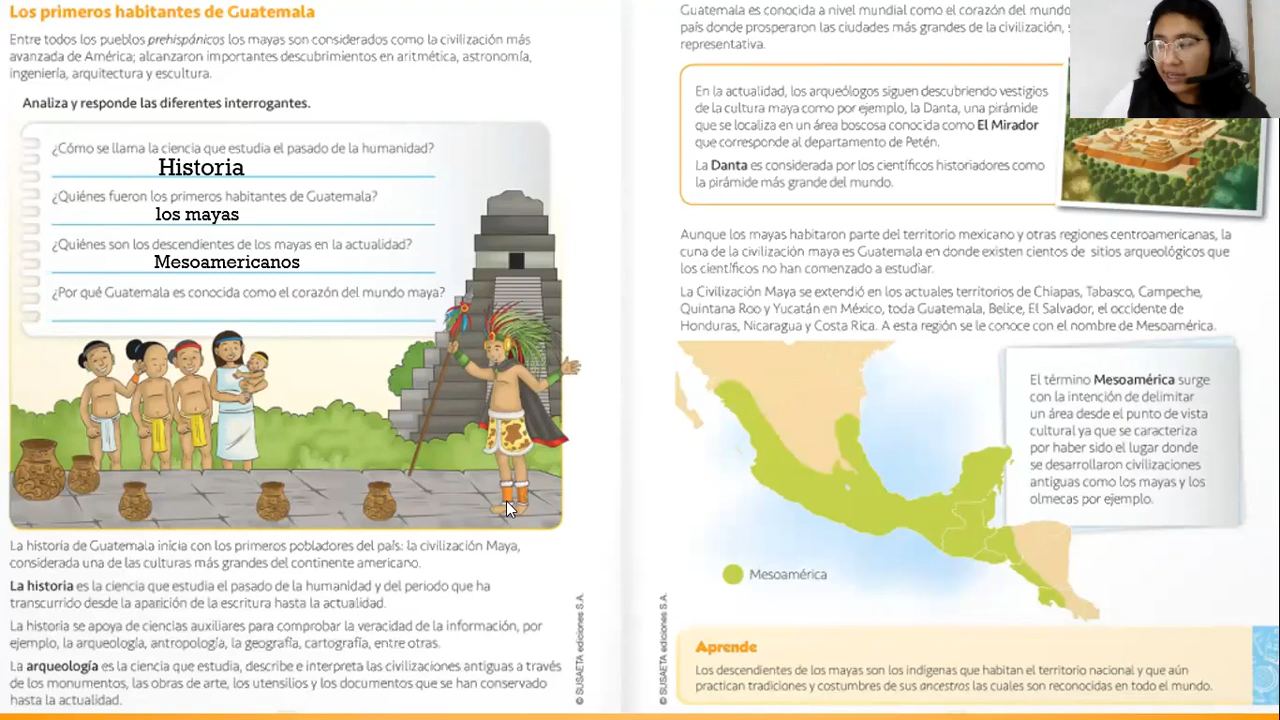 Los primeros habitantes de Guatemala
Entre todos los pueblos prehispánicos los mayas son considerados como la civilización más
avanzada de América; alcanzaron importantes descubrimientos en aritmética, astronomía,
ingeniería, arquitectura y escultura.
Analiza y responde las diferentes interrogantes.
¿Cómo se llama la ciencia que estudia el pasado de la humanidad?
Historia
¿Quiénes fueron los primeros habitantes de Guatemala?
los mayas
¿Quiénes son los descendientes de los mayas en la actualidad?
Mesoamericanos
¿Por qué Guatemala es conocida como el corazón del mundo maya?
La historia de Guatemala inicia con los primeros pobladores del país: la civilización Maya,
considerada una de las culturas más grandes del continente americano.
La historia es la ciencia que estudia el pasado de la humanidad y del periodo que ha
transcurrido desde la aparición de la escritura hasta la actualidad.
La historia se apoya de ciencias auxiliares para comprobar la veracidad de la información, por
ejemplo, la arqueología, antropología, la geografía, cartografía, entre otras.
La arqueología es la ciencia que estudia, describe e interpreta las civilizaciones antiguas a través
de los monumentos, las obras de arte, los utensilios y los documentos que se han conservado
hasta la actualidad.
© SUSAETA ediciones S.A.
Guatemala es conocida a nivel mundial como el corazón del mundo
país donde prosperaron las ciudades más grandes de la civilización,
representativa.
En la actualidad, los arqueólogos siguen descubriendo vestigios
de la cultura maya como por ejemplo, la Danta, una pirámide
que se localiza en un área boscosa conocida como El Mirador
que corresponde al departamento de Petén.
La Danta es considerada por los científicos historiadores como
la pirámide más grande del mundo.
Aunque los mayas habitaron parte del territorio mexicano y otras regiones centroamericanas, la
cuna de la civilización maya es Guatemala en donde existen cientos de sitios arqueológicos que
los científicos no han comenzado a estudiar.
La Civilización Maya se extendió en los actuales territorios de Chiapas, Tabasco, Campeche,
Quintana Roo y Yucatán en México, toda Guatemala, Belice, El Salvador, el occidente de
Honduras, Nicaragua y Costa Rica. A esta región se le conoce con el nombre de Mesoamérica.
El término Mesoamérica surge
con la intención de delimitar
un área desde el punto de vista
cultural ya que se caracteriza
por haber sido el lugar donde
se desarrollaron civilizaciones
antiguas como los mayas y los
olmecas por ejemplo.
Mesoamérica
© SUSAETA ediciones S.A.
Aprende
Los descendientes de los mayas son los indígenas que habitan el territorio nacional y que aún
practican tradiciones y costumbres de sus ancestros las cuales son reconocidas en todo el mundo.